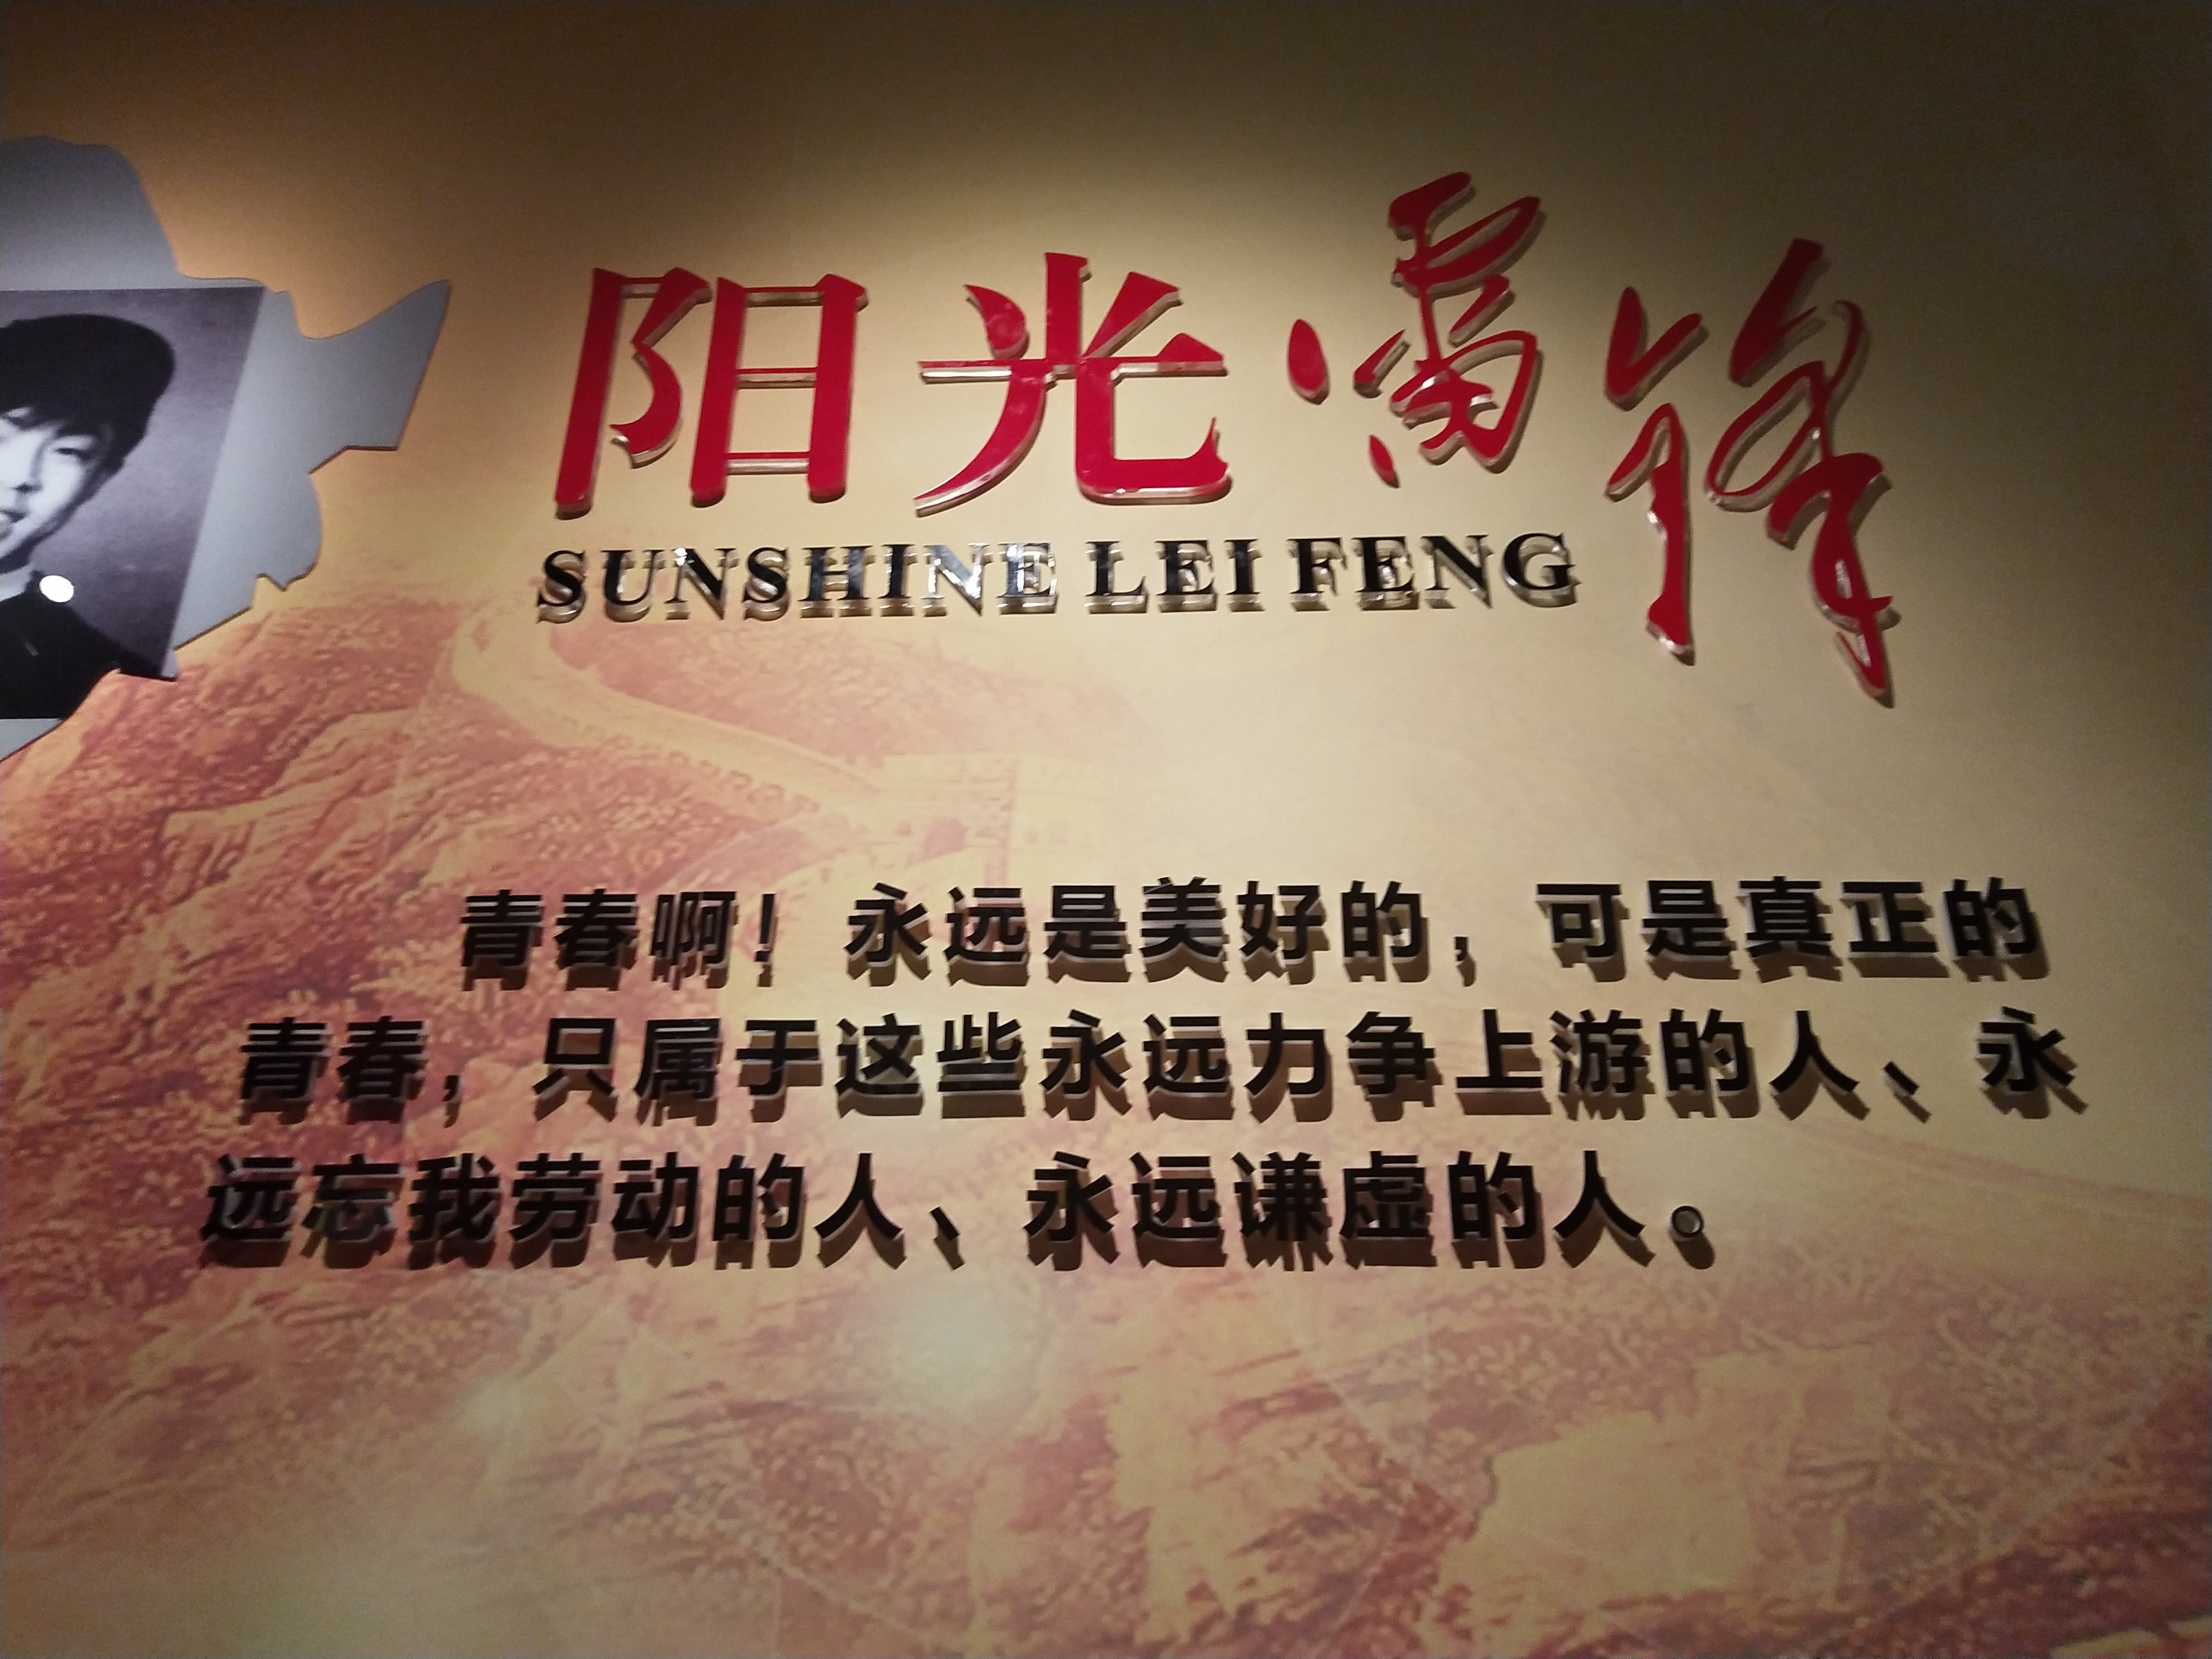 阳光雷锋
SUNSHINE LEI FENG
青春啊！永远是美好的，可是真正的
青春，只属于这些永远力争上游的人、永
远忘我劳动的人、永远谦虚的人。